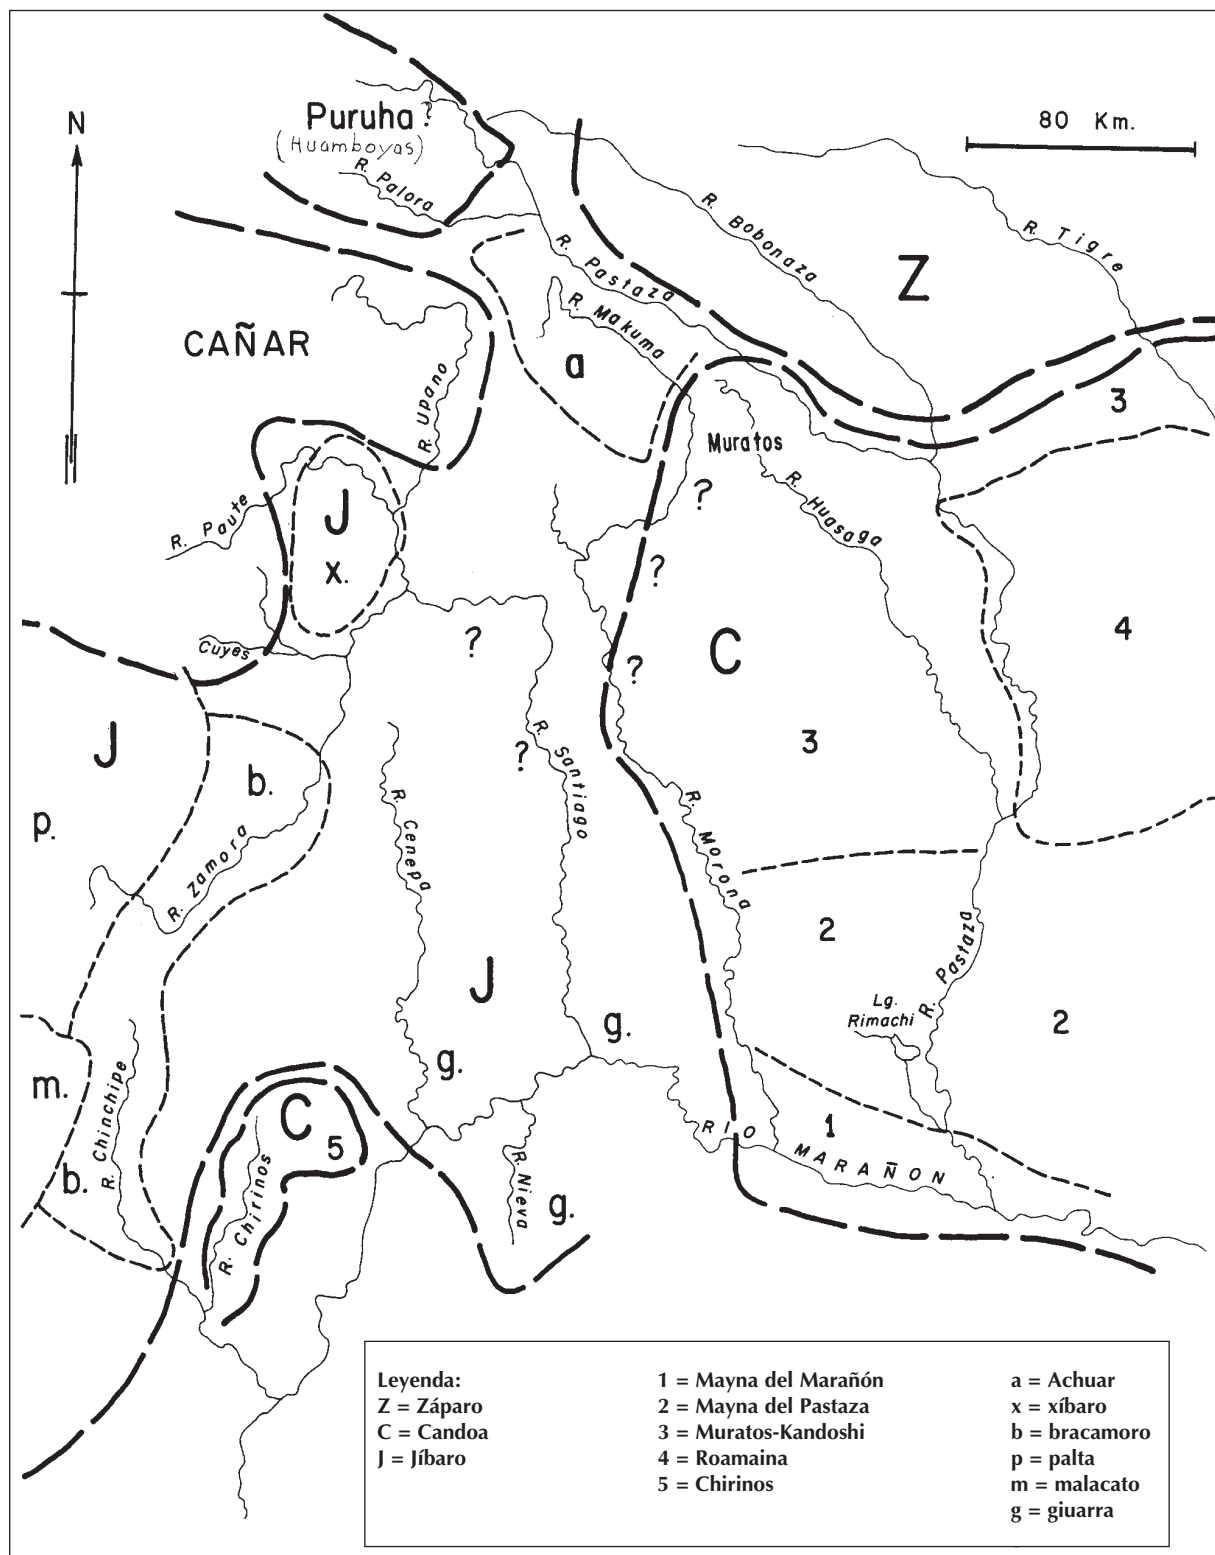 Puruha?
(Huamboyas)
N
80 Km.
R. Palora
R. Bobonaza
R. Tigre
R. Pastaza
Z
R. Makuma
CAÑAR
a
R. Upano
3
Muratos
?
R. Huasaga
J
x.
R. Paute
?
4
Cuyes
?
C
?
J
b.
?
R. Santiago
3
p.
R. Cenepa
R. Morona
R. Zamora
2
R. Pastaza
J
Lg.
Rimachi
g.
2
g.
m.
R. Chinchipe
C
5
1
RIO MARAÑON
b.
R. Chirinos
R. Nieva
g.
Leyenda:
Z = Záparo
C = Candoa
J = Jíbaro
1 = Mayna del Marañón
2 = Mayna del Pastaza
3 = Muratos-Kandoshi
4 = Roamaina
5 = Chirinos
a = Achuar
x = xíbaro
b = bracamoro
p = palta
m = malacato
g = giuarra